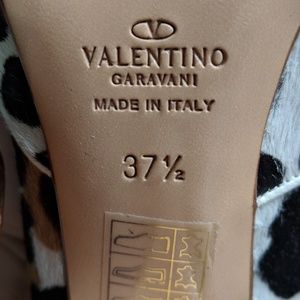 VALENTINO
GARAVANI
MADE IN ITALY
37½